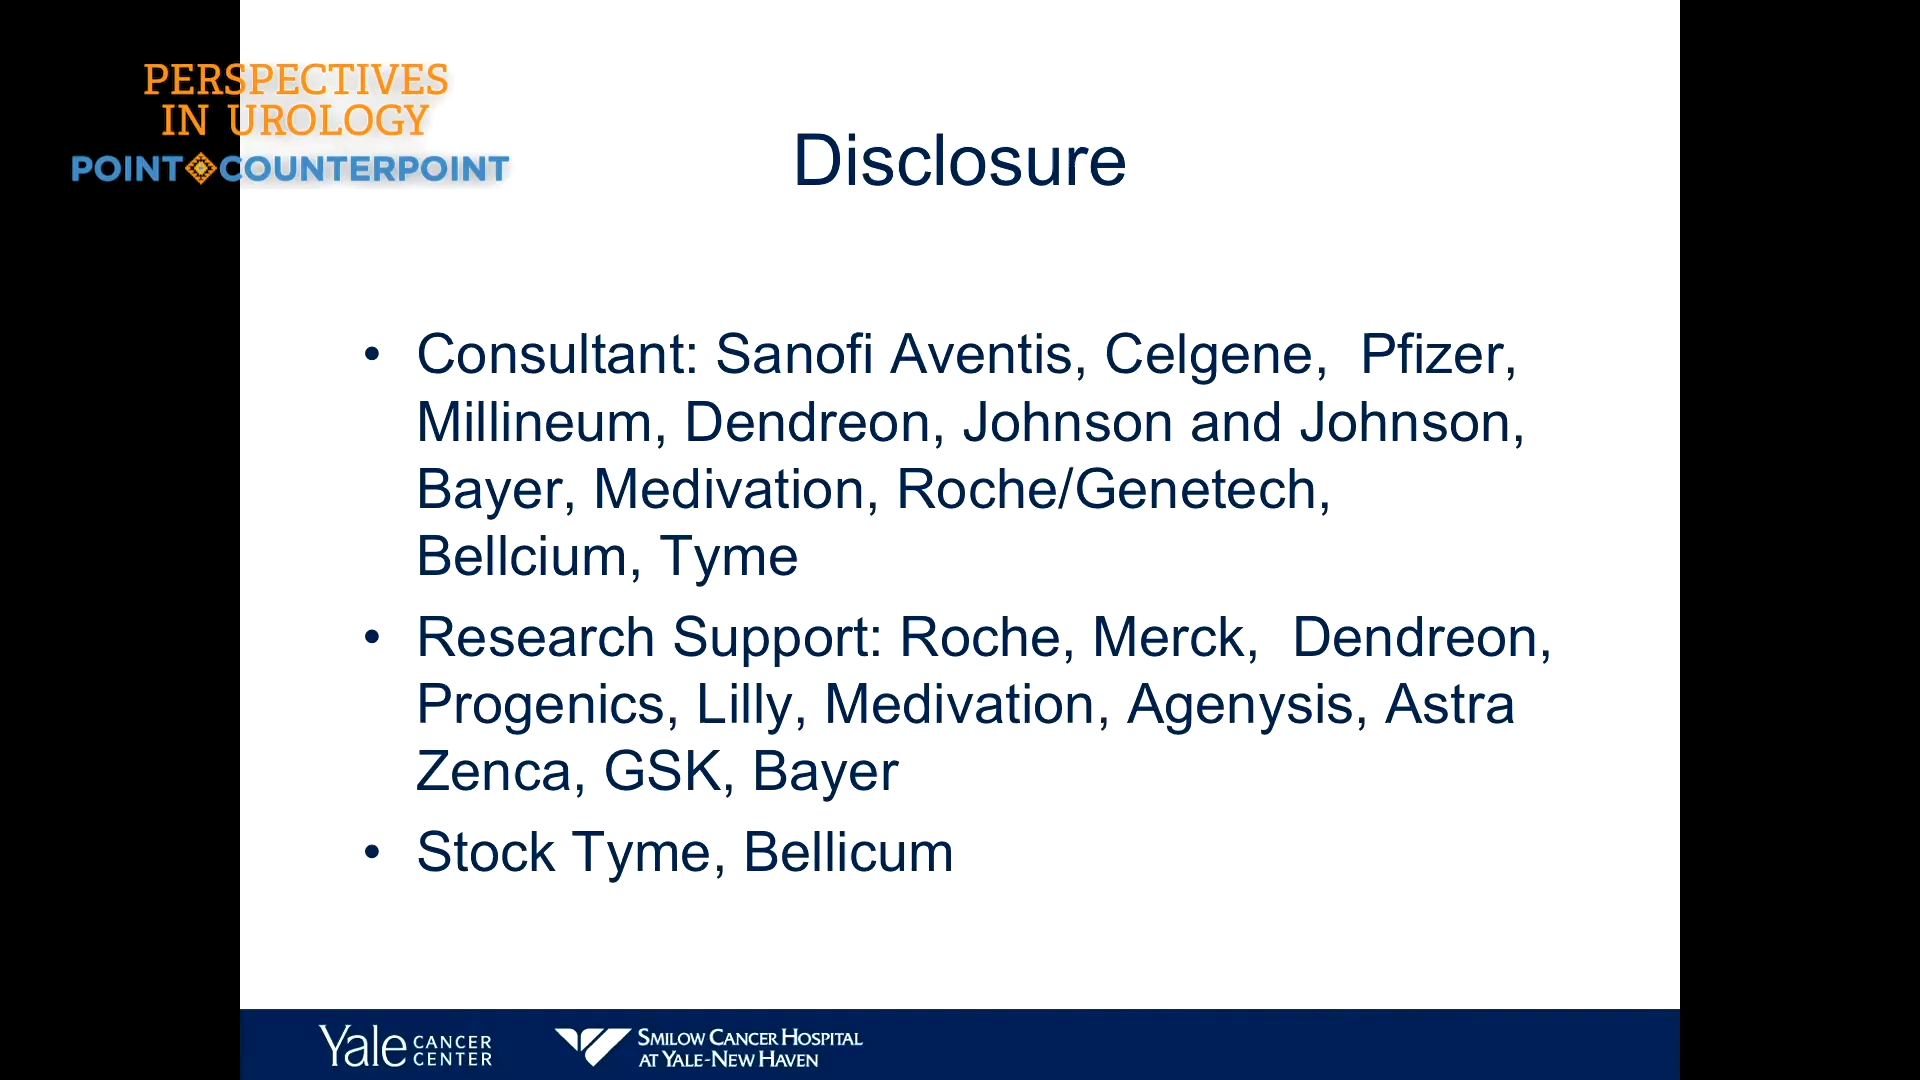 PERSPECTIVES
IN UROLOGY
POINT COUNTERPOINT
Disclosure
• Consultant: Sanofi Aventis, Celgene, Pfizer,
Millineum, Dendreon, Johnson and Johnson,
Bayer, Medivation, Roche/Genetech,
Bellcium, Tyme
• Research Support: Roche, Merck, Dendreon,
Progenics, Lilly, Medivation, Agenysis, Astra
Zenca, GSK, Bayer
• Stock Tyme, Bellicum
Yale CANCER
CENTER
SMILOW CANCER HOSPITAL
AT YALE-NEW HAVEN